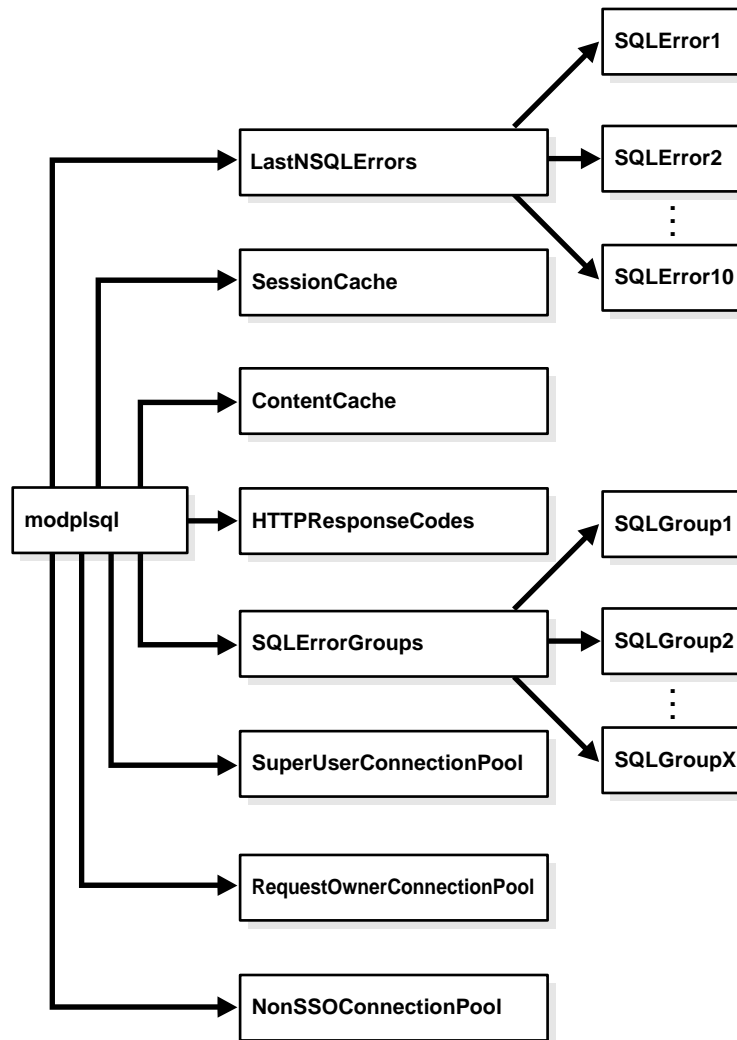 SQLError1
LastNSQLErrors
SQLError2
SQLError10
SessionCache
ContentCache
modplsql
HTTPResponseCodes
SQLGroup1
SQLErrorGroups
SQLGroup2
SuperUserConnectionPool
SQLGroupX
RequestOwnerConnectionPool
NonSSOConnectionPool